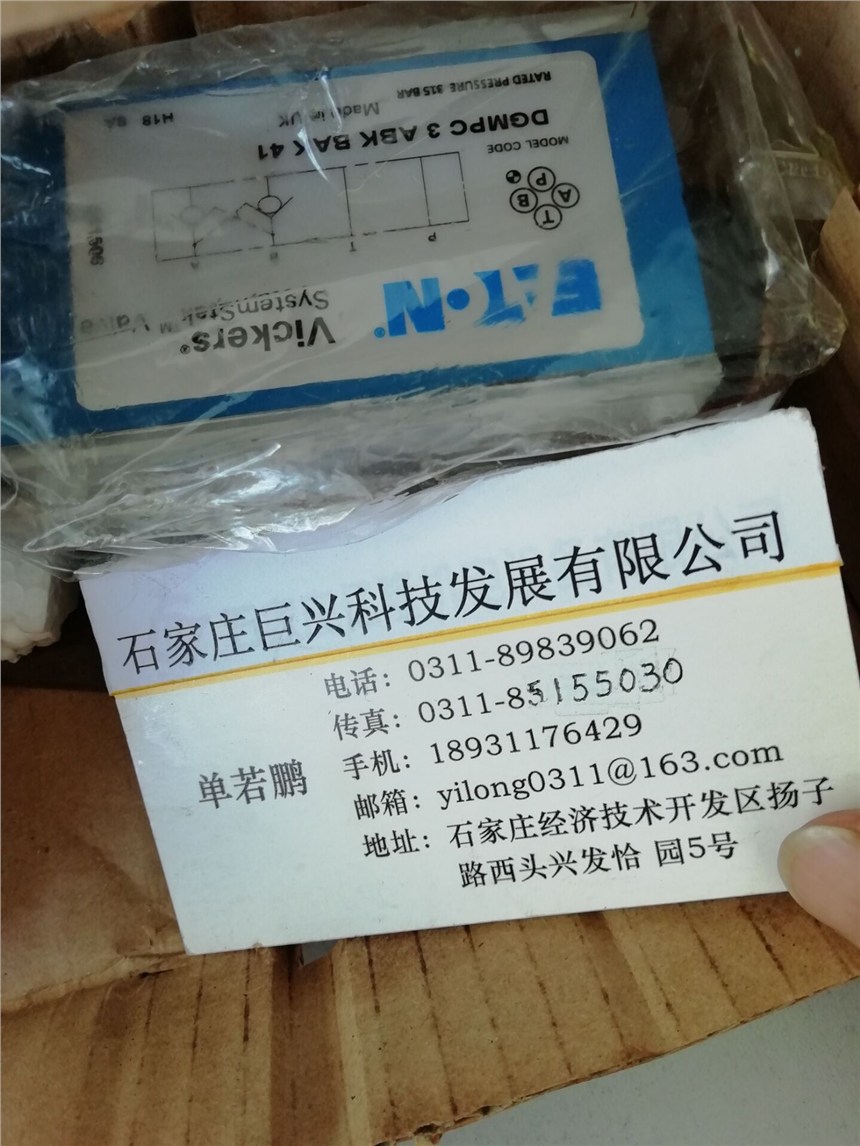 EATON®
Vickers®
SystemStak™ Valve
P T B A
T
A
B
P
MODEL CODE
DGMPC 3 ABK BAK 41
Made in UK
RATED PRESSURE 315 BAR
石家庄巨兴科技发展有限公司
电话：0311-89839062
传真：0311-85155030
手机：18931176429
单若鹏
邮箱：yilong0311@163.com
地址：石家庄经济技术开发区扬子
路西头兴发恰 园5号